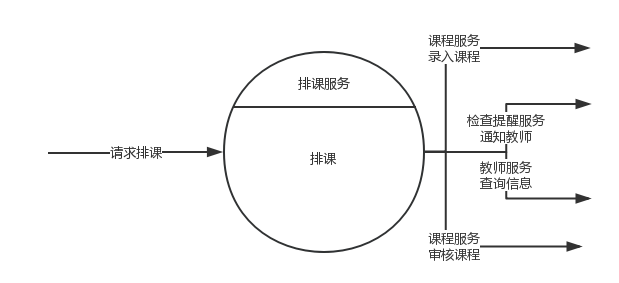 排课服务
请求排课
排课
课程服务
录入课程
检查提醒服务
通知教师
教师服务
查询信息
课程服务
审核课程